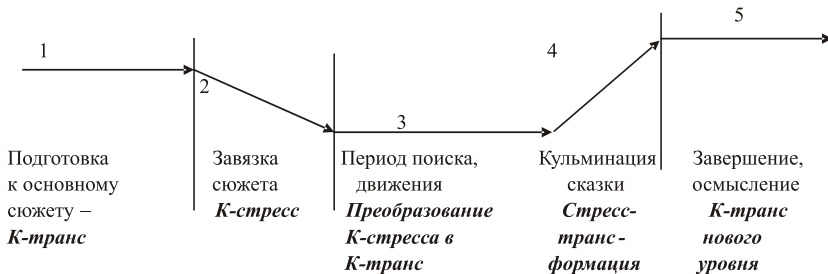 1
2
3
4
5
Подготовка
к основному
сюжету –
К-транс
Завязка
сюжета
К-стресс
Период поиска,
движения
Преобразование
К-стресса в
К-транс
Кульминация
сказки
Стресс-
транс -
формация
Завершение,
осмысление
К-транс
нового
уровня